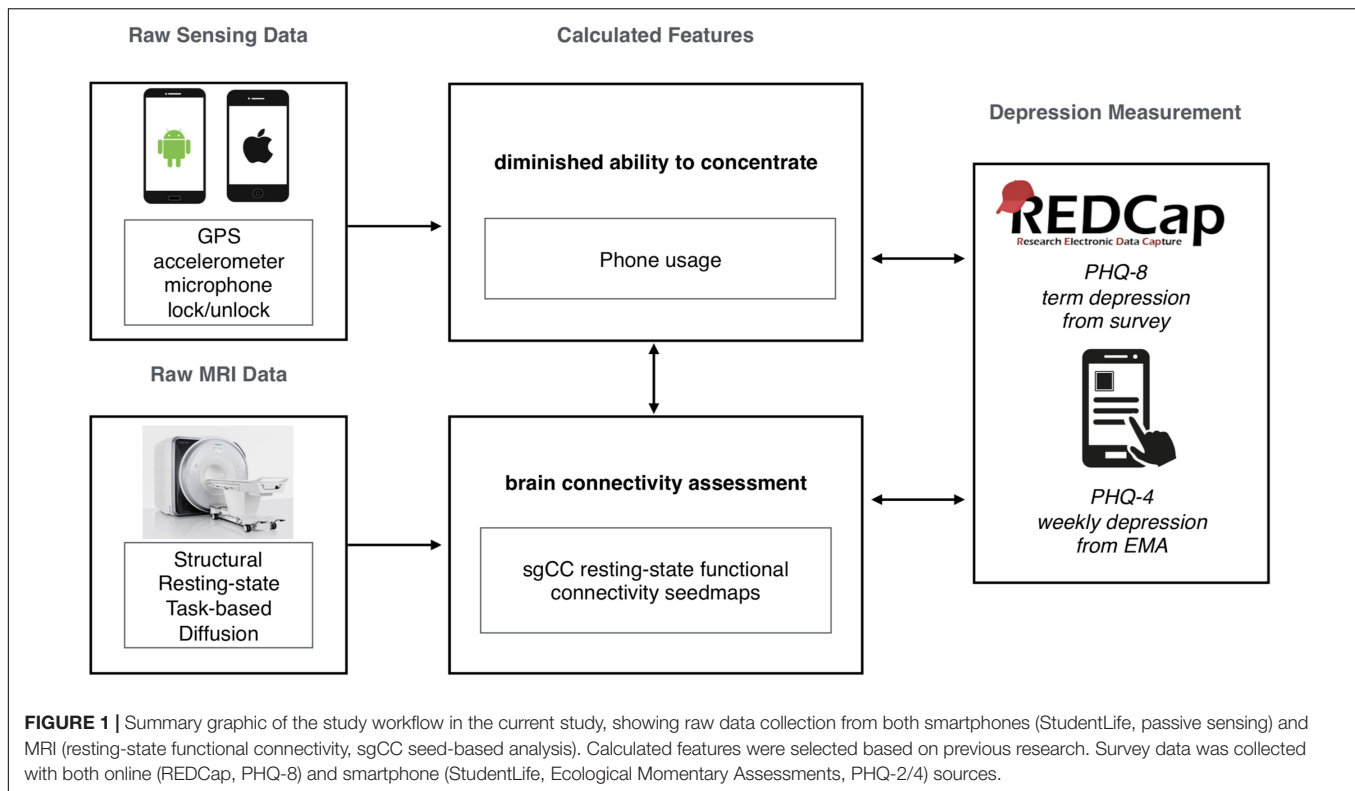 Raw Sensing Data
Calculated Features
Depression Measurement
GPS
accelerometer
microphone
lock/unlock
diminished ability to concentrate
Phone usage
REDCap
Research Electronic Data Capture
PHQ-8
term depression
from survey
PHQ-4
weekly depression
from EMA
Raw MRI Data
Structural
Resting-state
Task-based
Diffusion
brain connectivity assessment
sgCC resting-state functional
connectivity seedmaps
FIGURE 1 | Summary graphic of the study workflow in the current study, showing raw data collection from both smartphones (StudentLife, passive sensing) and
MRI (resting-state functional connectivity, sgCC seed-based analysis). Calculated features were selected based on previous research. Survey data was collected
with both online (REDCap, PHQ-8) and smartphone (StudentLife, Ecological Momentary Assessments, PHQ-2/4) sources.